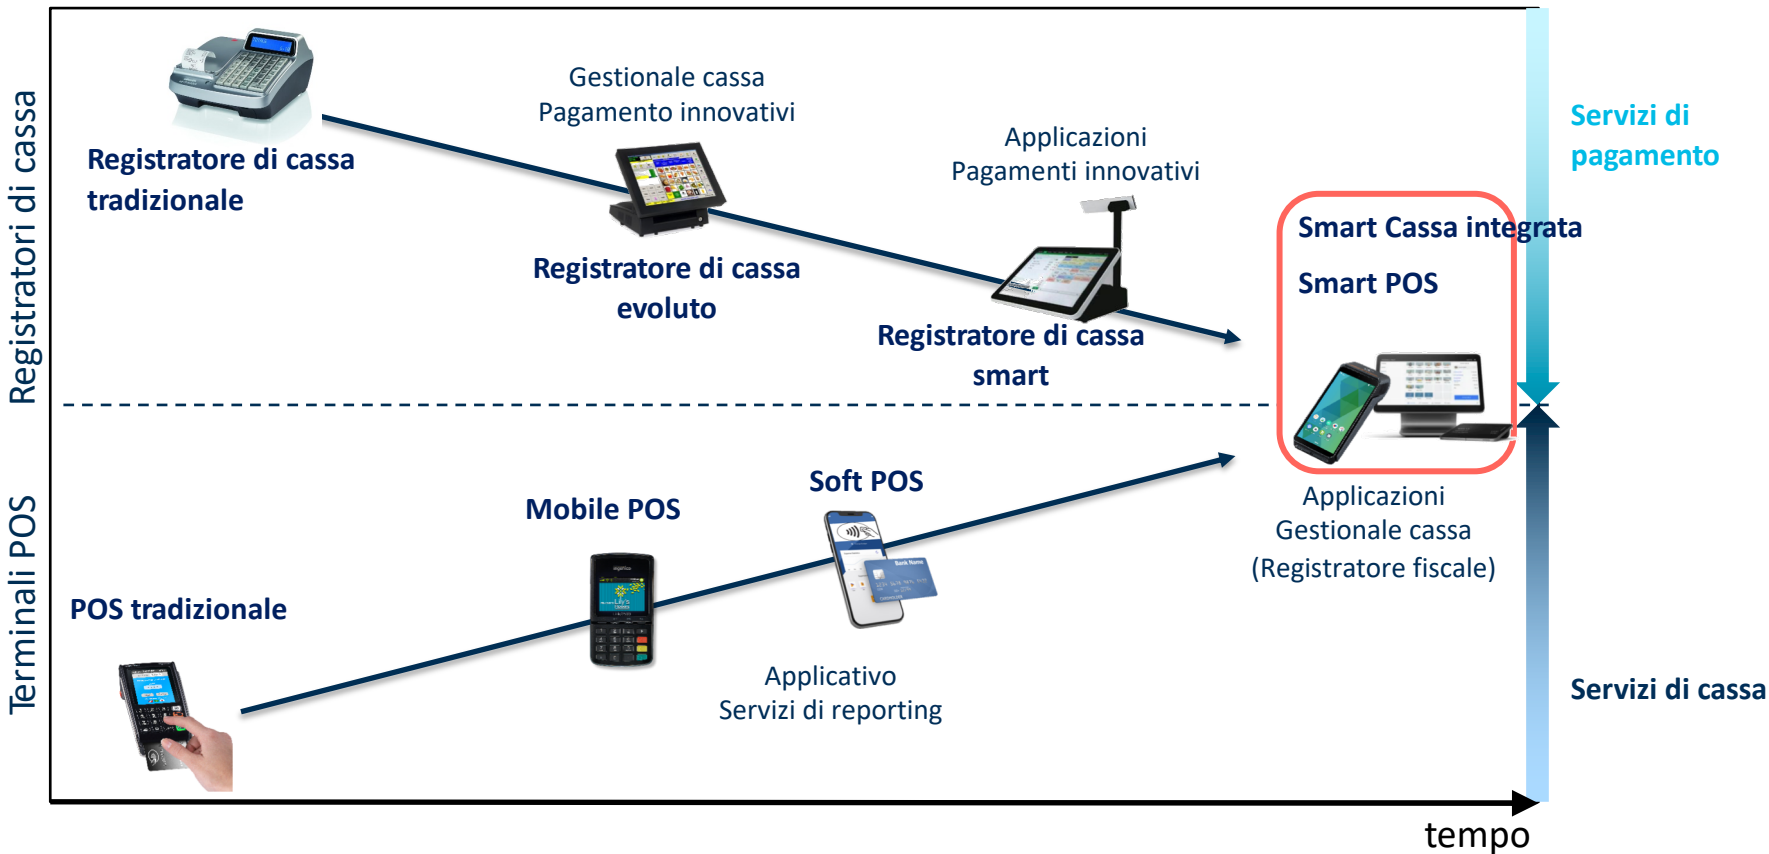 Registratori di cassa
Terminali POS
Registratore di cassa
tradizionale
Gestionale cassa
Pagamento innovativi
Registratore di cassa
evoluto
Applicazioni
Pagamenti innovativi
Registratore di cassa
smart
Smart Cassa integrata
Smart POS
Applicazioni
Gestionale cassa
(Registratore fiscale)
POS tradizionale
Mobile POS
Soft POS
Bank Name
Applicativo
Servizi di reporting
Servizi di
pagamento
Servizi di cassa
tempo